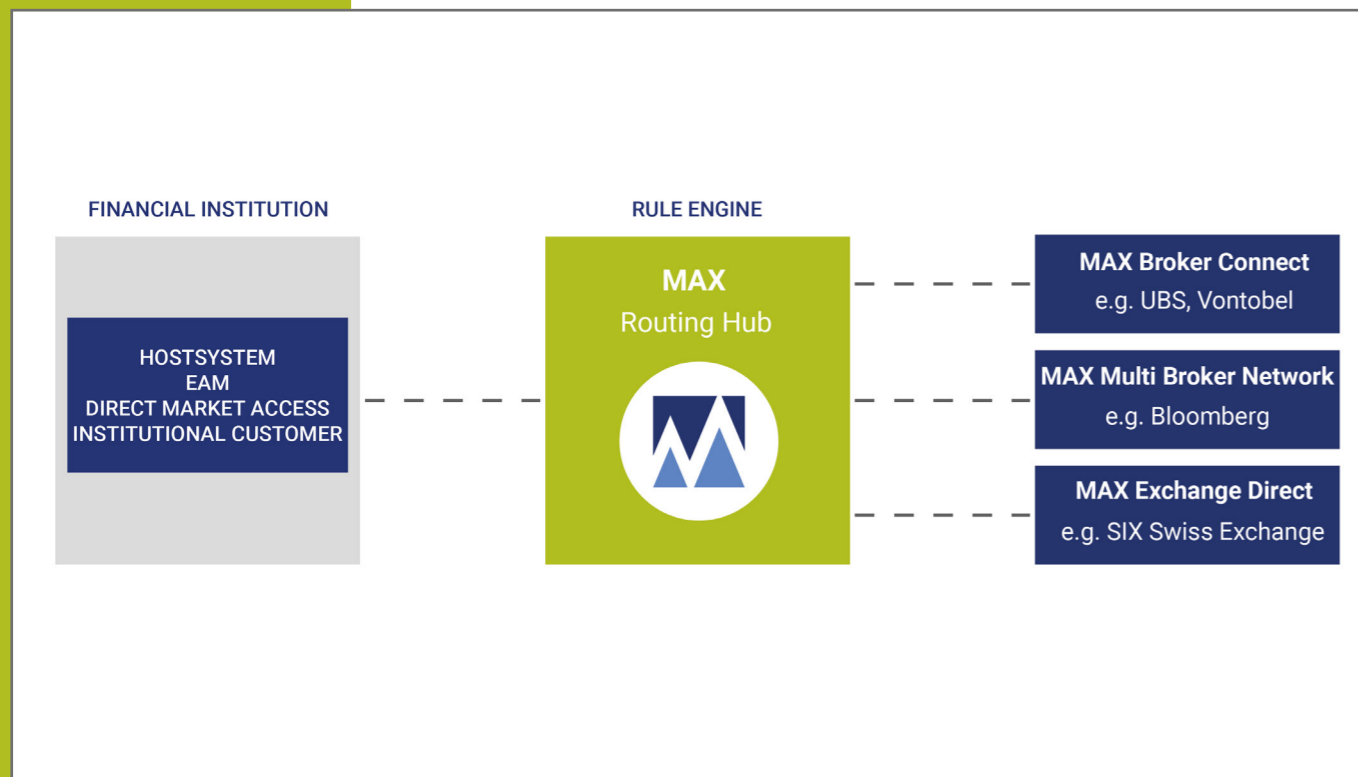 FINANCIAL INSTITUTION
HOSTSYSTEM
EAM
DIRECT MARKET ACCESS
INSTITUTIONAL CUSTOMER
RULE ENGINE
MAX
Routing Hub
MAX Broker Connect
e.g. UBS, Vontobel
MAX Multi Broker Network
e.g. Bloomberg
MAX Exchange Direct
e.g. SIX Swiss Exchange